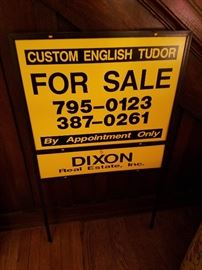 CUSTOM ENGLISH TUDOR
FOR SALE
795-0123
387-0261
By Appointment Only
DIXON
Real Estate, Inc.